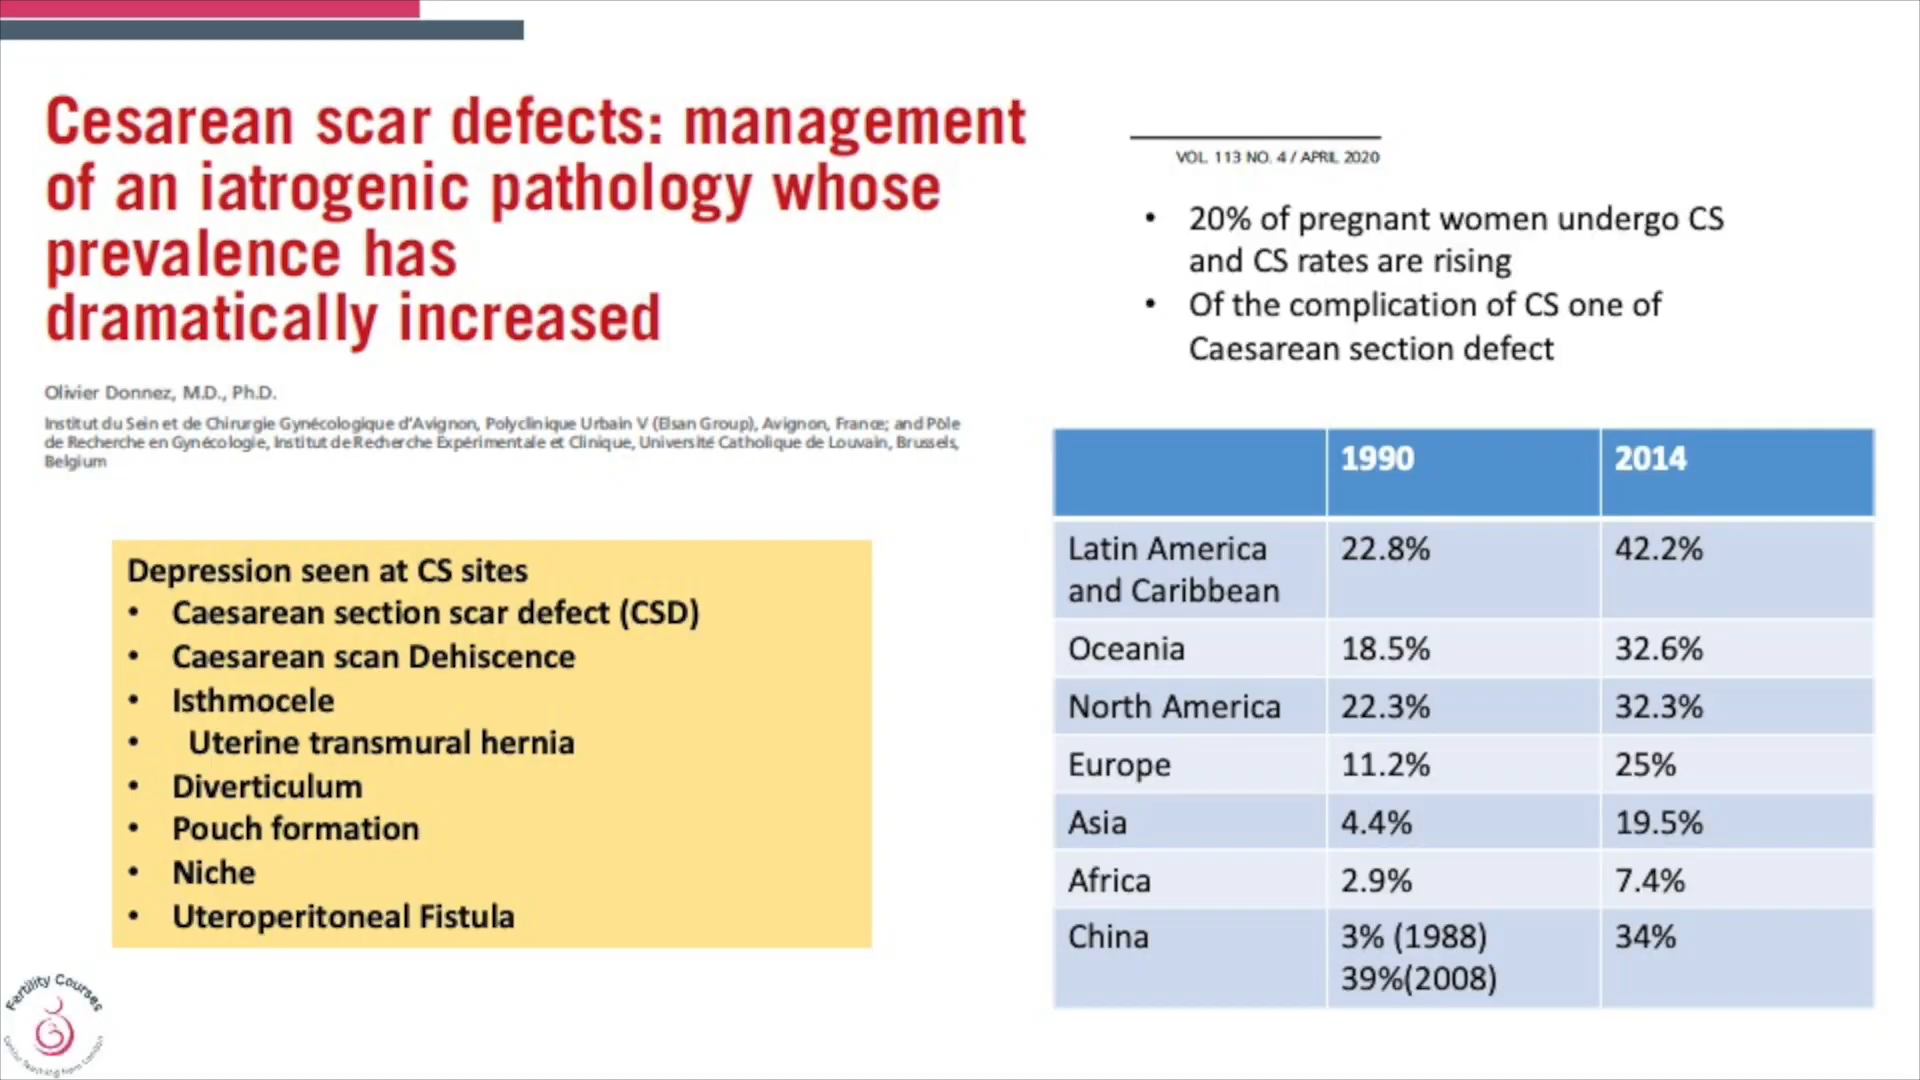 Cesarean scar defects: management
of an iatrogenic pathology whose
prevalence has
dramatically increased
Olivier Donnez, M.D., Ph.D.
Institut du Sein et de Chirurgie Gynécologique d'Avignon, Polyclinique Urbain V (Elsan Group), Avignon, France; and Pôle
de Recherche en Gynécologie, Institut de Recherche Expérimentale et Clinique, Université Catholique de Louvain, Brussels,
Belgium
VOL. 113 NO. 4 / APRIL 2020
• 20% of pregnant women undergo CS
and CS rates are rising
• Of the complication of CS one of
Caesarean section defect
Depression seen at CS sites
• Caesarean section scar defect (CSD)
• Caesarean scan Dehiscence
• Isthmocele
• Uterine transmural hernia
• Diverticulum
• Pouch formation
• Niche
• Uteroperitoneal Fistula
1990 2014
Latin America 22.8% 42.2%
and Caribbean
Oceania 18.5% 32.6%
North America 22.3% 32.3%
Europe 11.2% 25%
Asia 4.4% 19.5%
Africa 2.9% 7.4%
China 3% (1988) 34%
39%(2008)
Fertility Courses